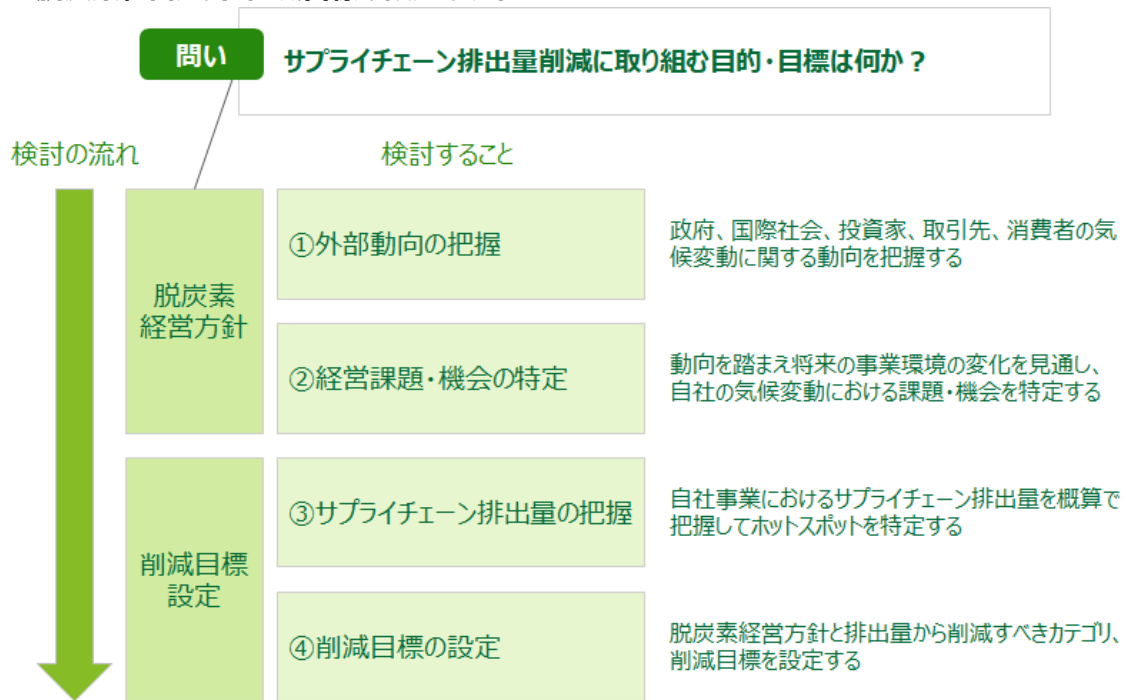 問い
サプライチェーン排出量削減に取り組む目的・目標は何か？
検討の流れ
検討すること
脱炭素
経営方針
①外部動向の把握
政府、国際社会、投資家、取引先、消費者の気
候変動に関する動向を把握する
②経営課題・機会の特定
動向を踏まえ将来の事業環境の変化を見通し、
自社の気候変動における課題・機会を特定する
削減目標
設定
③サプライチェーン排出量の把握
自社事業におけるサプライチェーン排出量を概算で
把握してホットスポットを特定する
④削減目標の設定
脱炭素経営方針と排出量から削減すべきカテゴリ、
削減目標を設定する